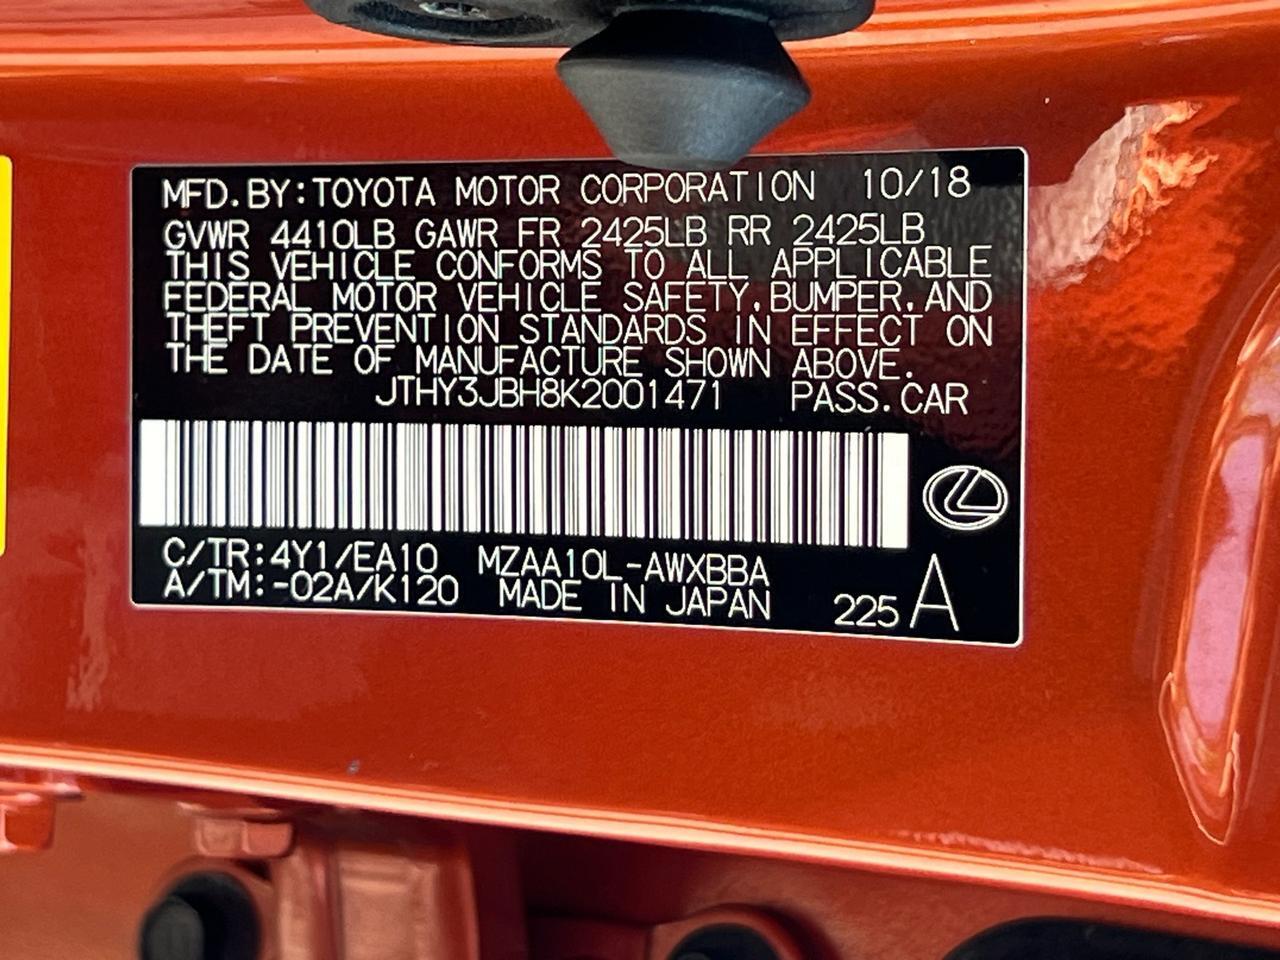 MFD.BY:TOYOTA MOTOR CORPORATION 10/18
GVWR 4410LB GAWR FR 2425LB RR 2425LB
THIS VEHICLE CONFORMS TO ALL APPLICABLE
FEDERAL MOTOR VEHICLE SAFETY,BUMPER,AND
THEFT PREVENTION STANDARDS IN EFFECT ON
THE DATE OF MANUFACTURE SHOWN ABOVE.
JTHY3JBH8K2001471 PASS.CAR
C/TR:4Y1/EA10 MZAA10L-AWXBBA
A/TM:-02A/K120 MADE IN JAPAN 225 A